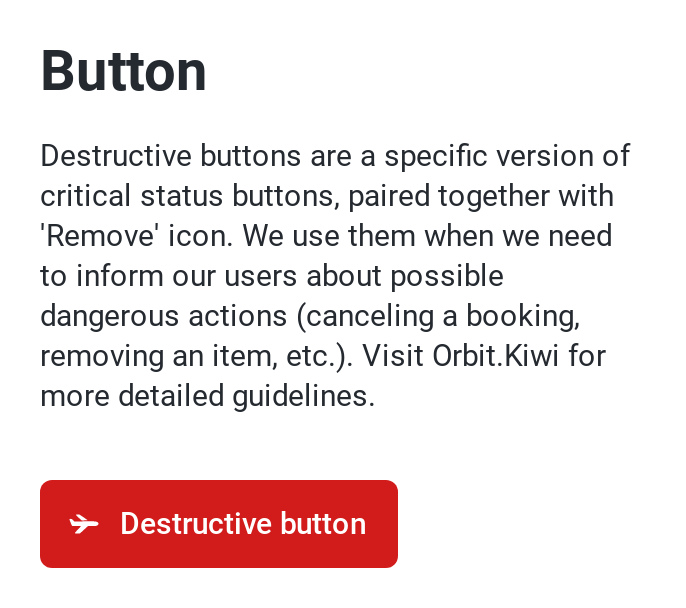 Button
Destructive buttons are a specific version of
critical status buttons, paired together with
'Remove' icon. We use them when we need
to inform our users about possible
dangerous actions (canceling a booking,
removing an item, etc.). Visit Orbit.Kiwi for
more detailed guidelines.
Destructive button